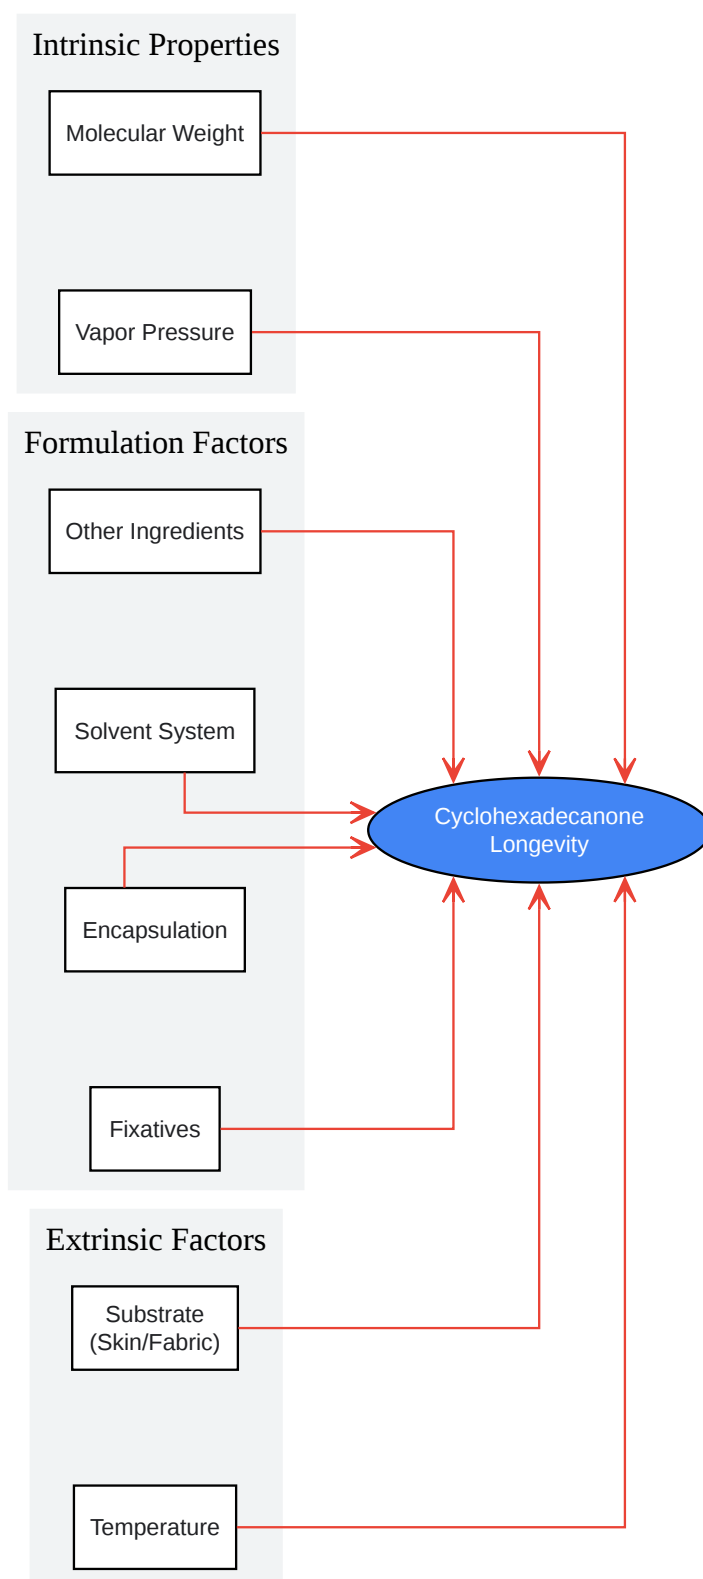 Intrinsic Properties
Molecular Weight
Vapor Pressure
Formulation Factors
Other Ingredients
Solvent System
Cyclohexadecanone
Longevity
Encapsulation
Fixatives
Extrinsic Factors
Substrate
(Skin/Fabric)
Temperature